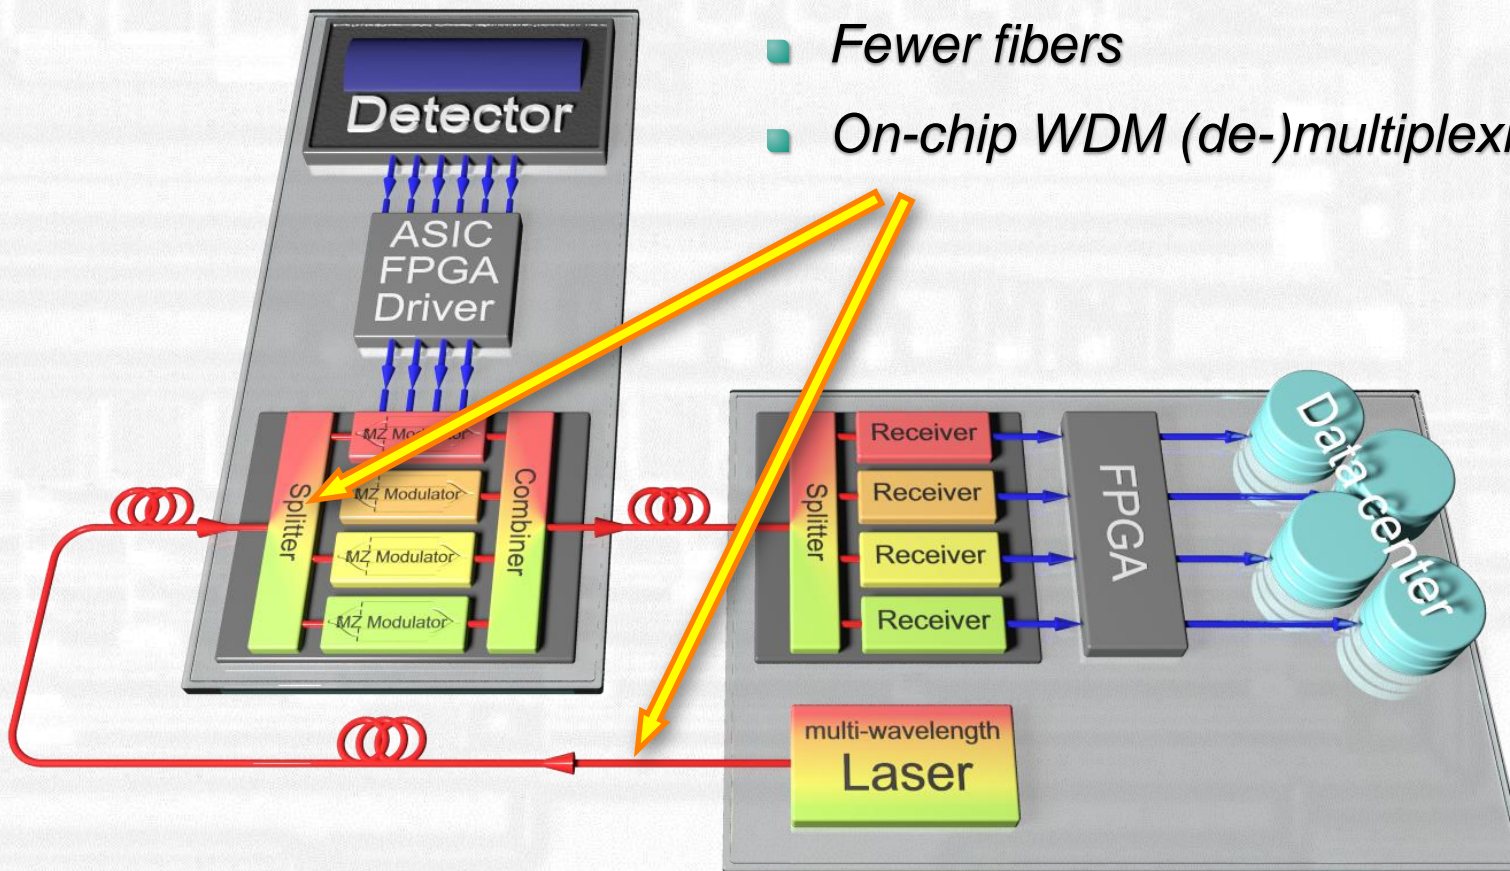 Fewer fibers
On-chip WDM (de-)multiplexi
Detector
ASIC
FPGA
Driver
Splitter
MZ Modulator
MZ Modulator
MZ Modulator
Combiner
Splitter
Receiver
Receiver
Receiver
Receiver
FPGA
Data-center
multi-wavelength
Laser